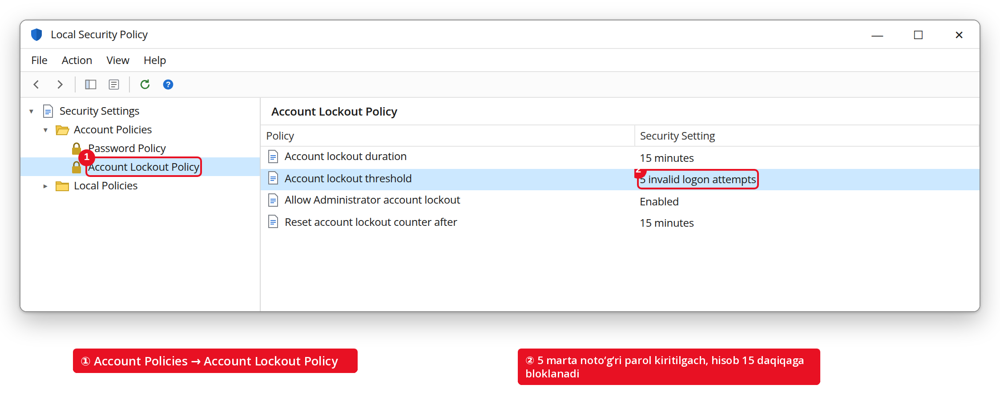 Local Security Policy
File Action View Help
Security Settings
Account Policies
Password Policy
1
Account Lockout Policy
Local Policies
Account Lockout Policy
Policy Security Setting
Account lockout duration 15 minutes
2
Account lockout threshold 5 invalid logon attempts
Allow Administrator account lockout Enabled
Reset account lockout counter after 15 minutes
① Account Policies → Account Lockout Policy
② 5 marta noto‘g‘ri parol kiritilgach, hisob 15 daqiqaga
bloklanadi